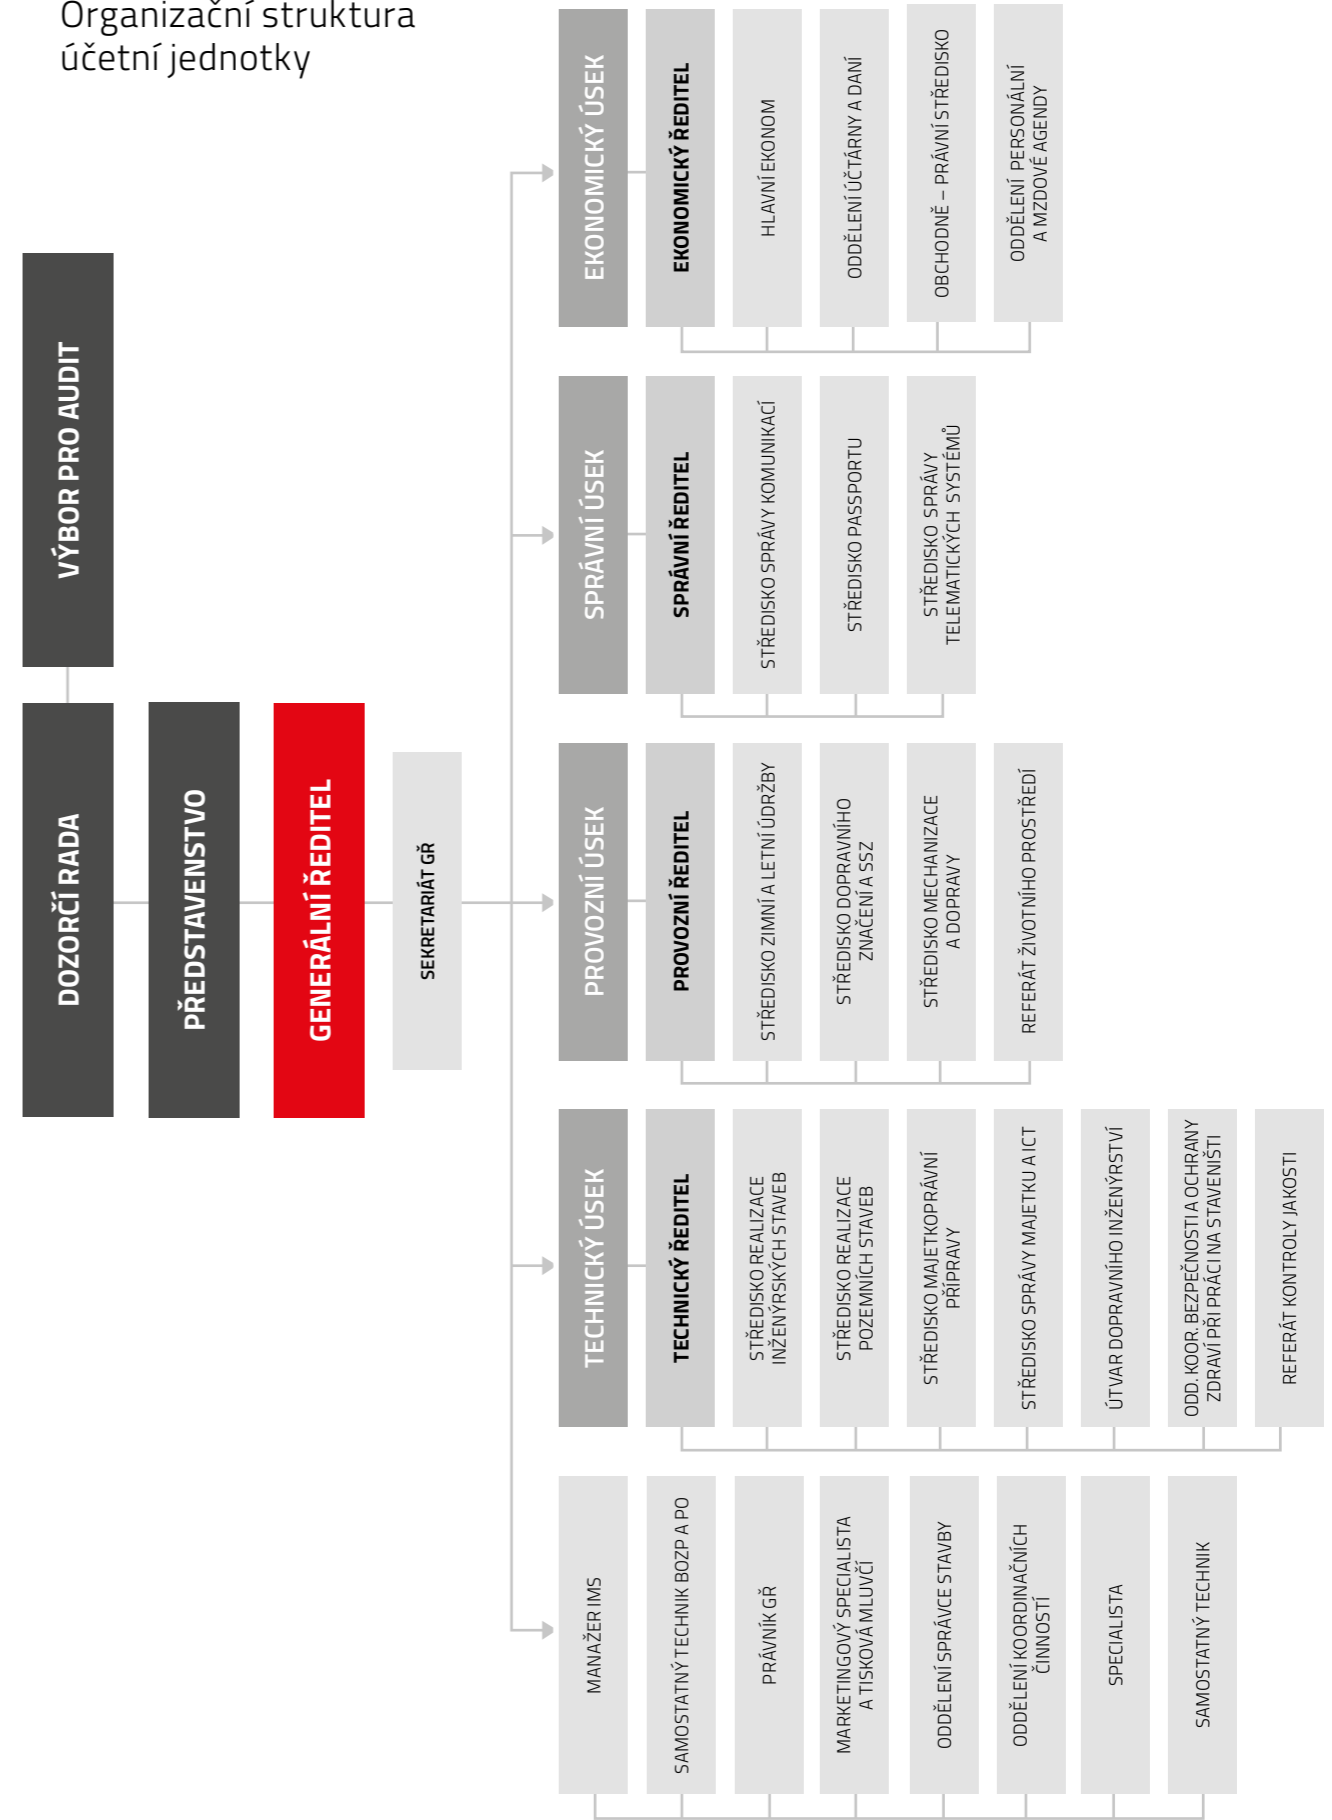 Organizační struktura
účetní jednotky
VÝBOR PRO AUDIT
DOZORČÍ RADA
PŘEDSTAVENSTVO
GENERÁLNÍ ŘEDITEL
SEKRETARIÁT GŘ
MANAŽER IMS
SAMOSTATNÝ TECHNIK BOZP A PO
PRÁVNÍK GŘ
MARKETINGOVÝ SPECIALISTA
A TISKOVÁ MLUVČÍ
ODDĚLENÍ SPRÁVCE STAVBY
ODDĚLENÍ KOORDINAČNÍCH
ČINNOSTÍ
SPECIALISTA
SAMOSTATNÝ TECHNIK
TECHNICKÝ ÚSEK
TECHNICKÝ ŘEDITEL
STŘEDISKO REALIZACE
INŽENÝRSKÝCH STAVEB
STŘEDISKO REALIZACE
POZEMNÍCH STAVEB
STŘEDISKO MAJETKOPRÁVNÍ
PŘÍPRAVY
STŘEDISKO SPRÁVY MAJETKU A ICT
ÚTVAR DOPRAVNÍHO INŽENÝRSTVÍ
ODD. KOOR. BEZPEČNOSTI A OCHRANY
ZDRAVÍ PŘI PRÁCI NA STAVENIŠTI
REFERÁT KONTROLY JAKOSTI
PROVOZNÍ ÚSEK
PROVOZNÍ ŘEDITEL
STŘEDISKO ZIMNÍ A LETNÍ ÚDRŽBY
STŘEDISKO DOPRAVNÍHO
ZNAČENÍ A SSZ
STŘEDISKO MECHANIZACE
A DOPRAVY
REFERÁT ŽIVOTNÍHO PROSTŘEDÍ
SPRÁVNÍ ÚSEK
SPRÁVNÍ ŘEDITEL
STŘEDISKO SPRÁVY KOMUNIKACÍ
STŘEDISKO PASSPORTU
STŘEDISKO SPRÁVY
TELEMATICKÝCH SYSTÉMŮ
EKONOMICKÝ ÚSEK
EKONOMICKÝ ŘEDITEL
HLAVNÍ EKONOM
ODDĚLENÍ ÚČTÁRNY A DANÍ
OBCHODNĚ – PRÁVNÍ STŘEDISKO
ODDĚLENÍ PERSONÁLNÍ
A MZDOVÉ AGENDY